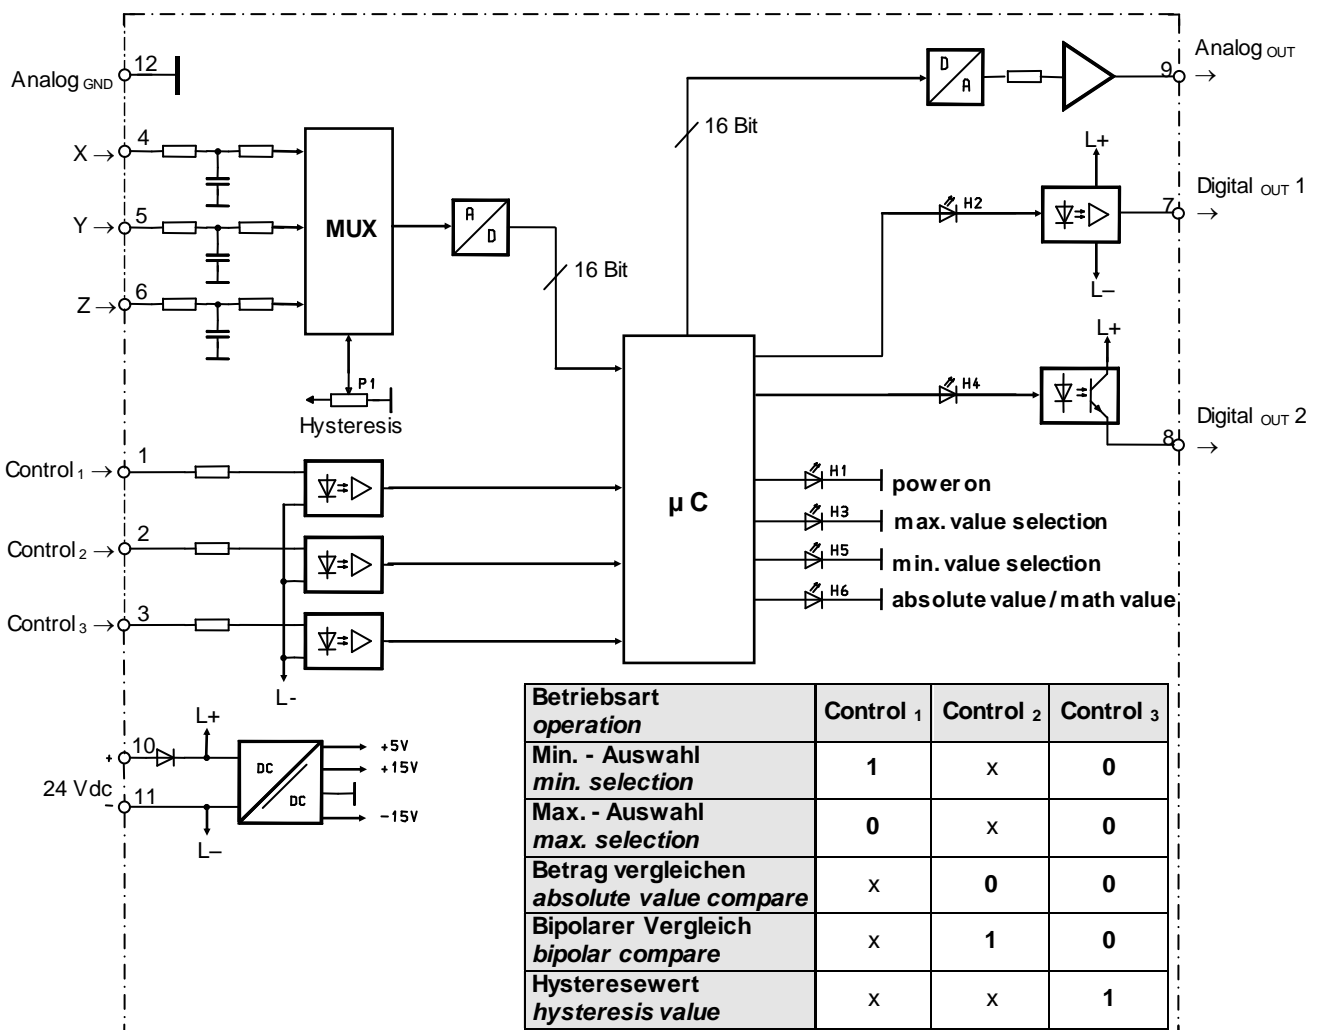 Analog GND
12
X →
4
Y →
5
Z →
6
MUX
A
D
16 Bit
P1
Hysteresis
16 Bit
D
A
9
Analog OUT
→
L+
H2
7
Digital OUT 1
→
L–
L+
H4
8
Digital OUT 2
→
Control 1 →
1
Control 2 →
2
Control 3 →
3
L-
µ C
H1
power on
H3
max. value selection
H5
min. value selection
H6
absolute value / math value
L+
+
10
24 Vdc
–
11
L–
DC
DC
+5V
+15V
-15V
Betriebsart
operation
Control 1
Control 2
Control 3
Min. - Auswahl
min. selection
1
x
0
Max. - Auswahl
max. selection
0
x
0
Betrag vergleichen
absolute value compare
x
0
0
Bipolarer Vergleich
bipolar compare
x
1
0
Hysteresewert
hysteresis value
x
x
1